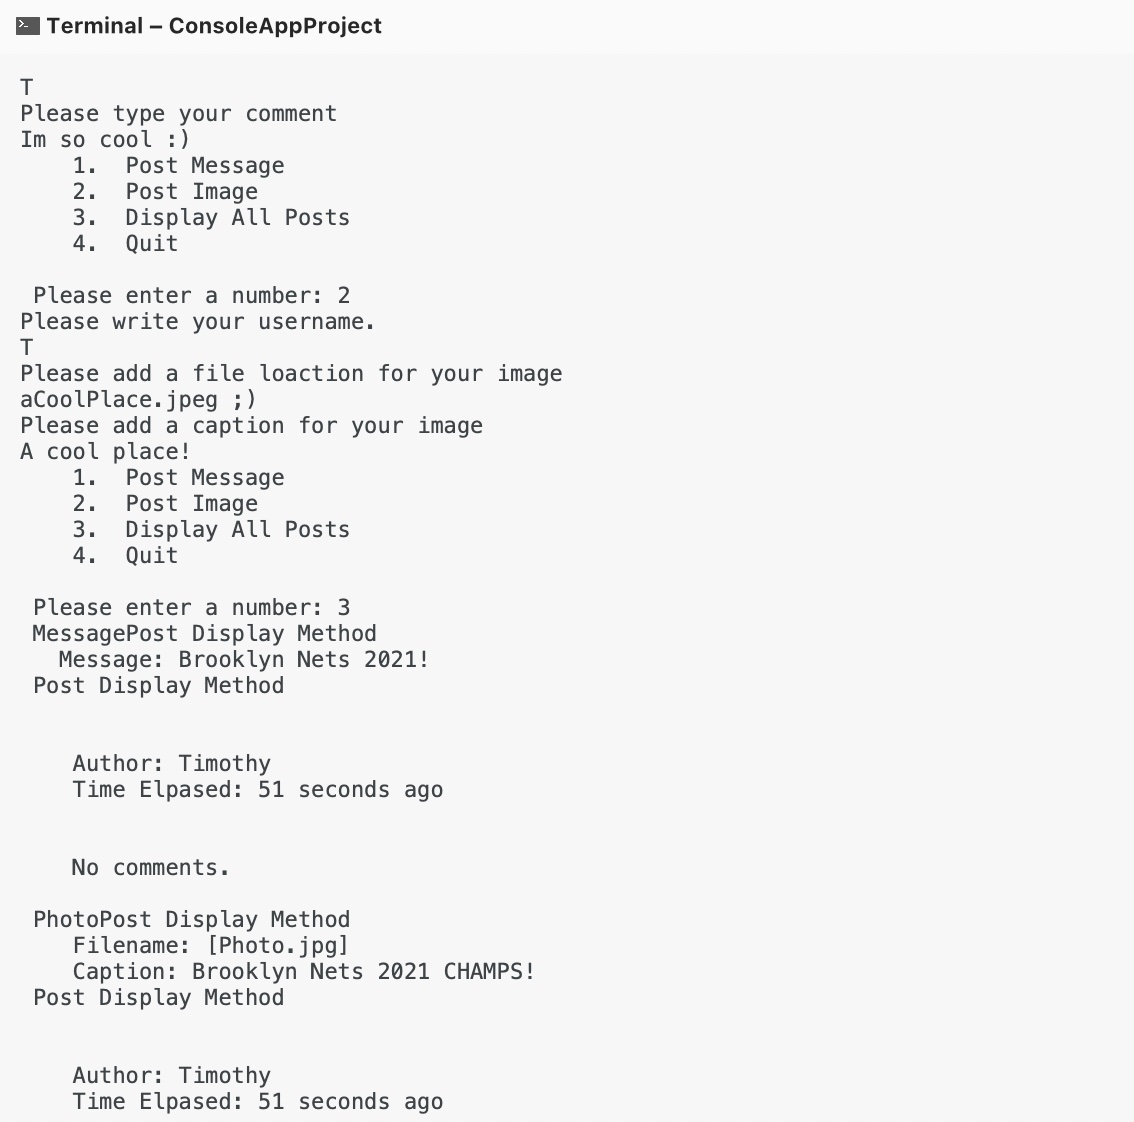 Terminal – ConsoleAppProject
T
Please type your comment
Im so cool :)
1. Post Message
2. Post Image
3. Display All Posts
4. Quit
Please enter a number: 2
Please write your username.
T
Please add a file loaction for your image
aCoolPlace.jpeg ;)
Please add a caption for your image
A cool place!
1. Post Message
2. Post Image
3. Display All Posts
4. Quit
Please enter a number: 3
MessagePost Display Method
Message: Brooklyn Nets 2021!
Post Display Method
Author: Timothy
Time Elpased: 51 seconds ago
No comments.
PhotoPost Display Method
Filename: [Photo.jpg]
Caption: Brooklyn Nets 2021 CHAMPS!
Post Display Method
Author: Timothy
Time Elpased: 51 seconds ago